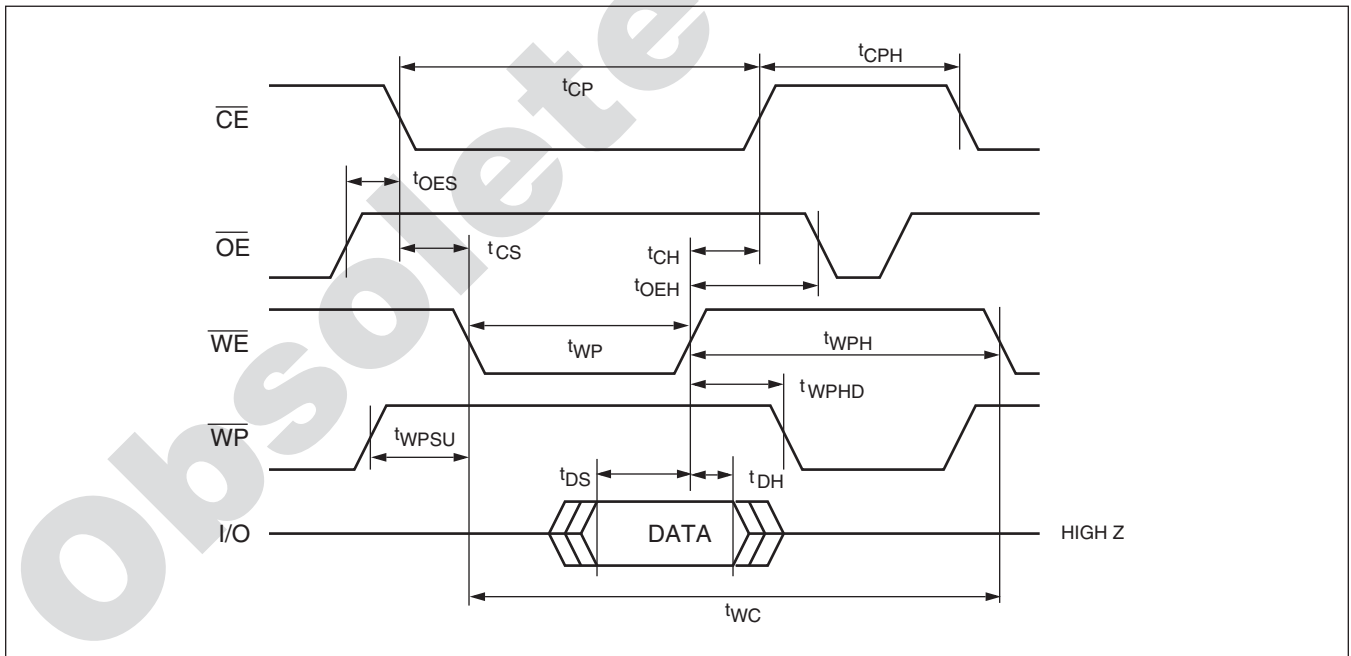 Obsolete
tCPH
tCP
CE
tOES
OE
tCS
tCH
tOEH
WE
tWP
tWPH
tWPHD
WP
tWPSU
tDS
tDH
I/O
DATA
HIGH Z
tWC